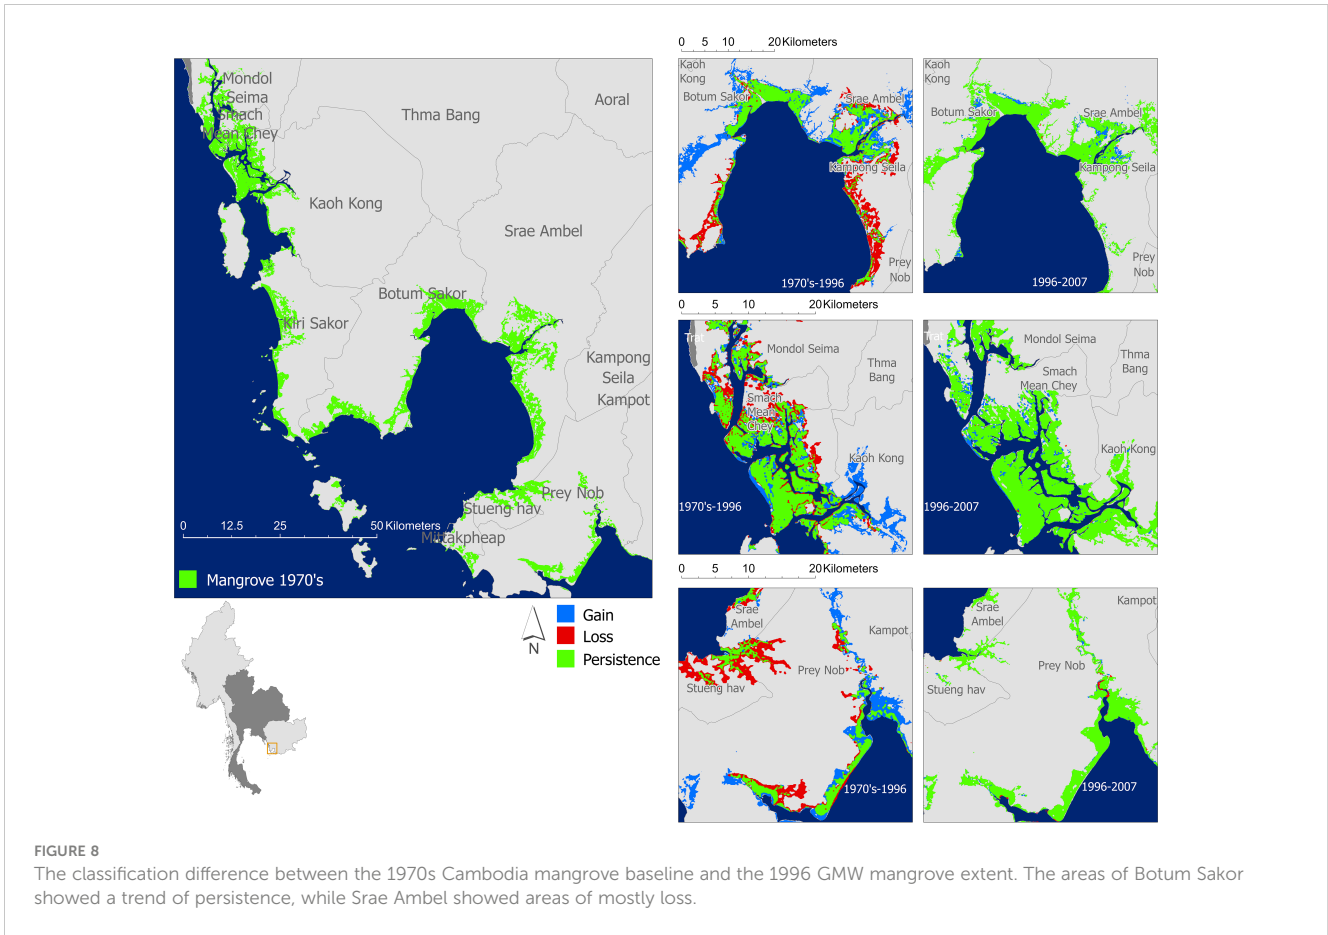 Mondol
Seima
Smach
Mean Chey
Thma Bang
Aoral
Kaoh Kong
Srae Ambel
Botum Sakor
Kiri Sakor
Kampong
Seila
Kampot
Prey Nob
Stueng hav
Mittakpheap
0 12.5 25 50 Kilometers
Mangrove 1970's
N
Gain
Loss
Persistence
0 5 10 20 Kilometers
Kaoh
Kong
Botum Sakor
Srae Ambel
Kampong Seila
Prey
Nob
1970's-1996
Kaoh
Kong
Botum Sakor
Srae Ambel
Kampong Seila
Prey
Nob
1996-2007
0 5 10 20 Kilometers
Trat
Mondol Seima
Thma
Bang
Smach
Mean
Chey
Kaoh Kong
1970's-1996
Trat
Mondol Seima
Thma
Bang
Smach
Mean Chey
Kaoh Kong
1996-2007
0 5 10 20 Kilometers
Srae
Ambel
Kampot
Prey Nob
Stueng hav
1970's-1996
Kampot
Srae
Ambel
Prey Nob
Stueng hav
1996-2007
FIGURE 8
The classification difference between the 1970s Cambodia mangrove baseline and the 1996 GMW mangrove extent. The areas of Botum Sakor
showed a trend of persistence, while Srae Ambel showed areas of mostly loss.